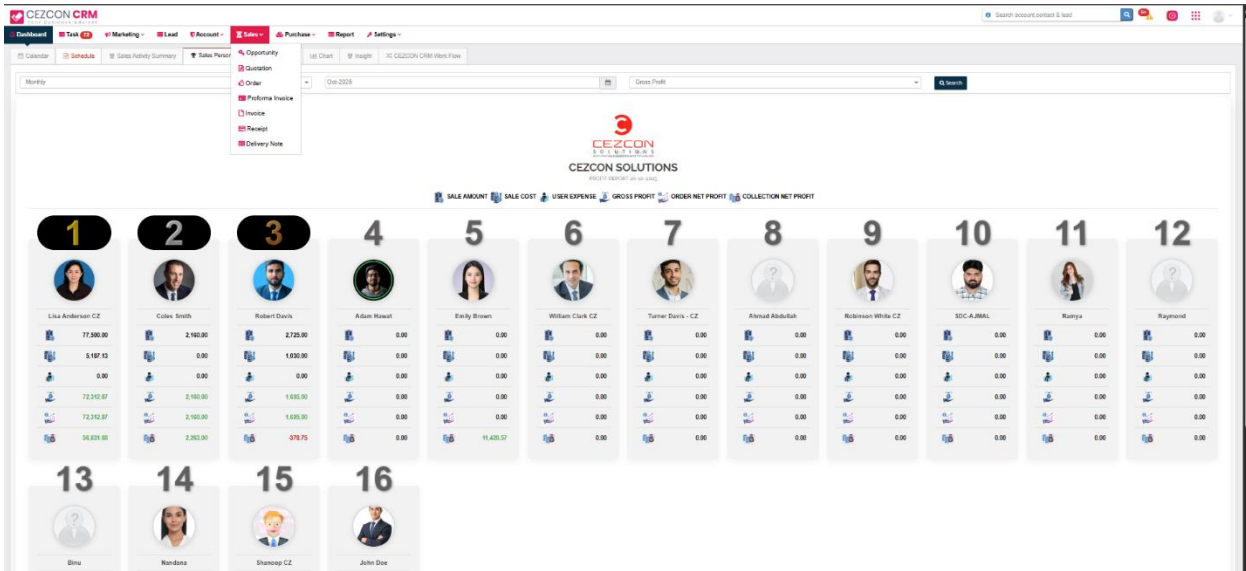 CEZCON CRM
Your Business Advisor
Search account,contact & lead
Dashboard Task 73 Marketing Lead Account Sales Purchase Report Settings
Calendar Schedule Sales Activity Summary Sales Person Chart Insight CEZCON CRM Work Flow
Opportunity
Quotation
Order
Proforma Invoice
Invoice
Receipt
Delivery Note
Monthly Oct-2025 Gross Profit Search
CEZCON
SOLUTIONS
CEZCON SOLUTIONS
SALE AMOUNT SALE COST USER EXPENSE GROSS PROFIT ORDER NET PROFIT COLLECTION NET PROFIT
1 2 3 4 5 6 7 8 9 10 11 12
Lisa Anderson CZ Coles Smith Robert Davis Adam Hawat Emily Brown William Clark CZ Turner Davis - CZ Ahmad Abdullah Robinson White CZ SDC-AJMAL Ramya Raymond
77,500.00 2,160.00 2,725.00 0.00 0.00 0.00 0.00 0.00 0.00 0.00 0.00 0.00
5,187.13 0.00 1,030.00 0.00 0.00 0.00 0.00 0.00 0.00 0.00 0.00 0.00
0.00 0.00 0.00 0.00 0.00 0.00 0.00 0.00 0.00 0.00 0.00 0.00
72,312.87 2,160.00 1,695.00 0.00 0.00 0.00 0.00 0.00 0.00 0.00 0.00 0.00
72,312.87 2,160.00 1,695.00 0.00 0.00 0.00 0.00 0.00 0.00 0.00 0.00 0.00
2,263.00 -378.75 0.00 11,420.57 0.00 0.00 0.00 0.00 0.00 0.00 0.00
13 14 15 16
Binu Nandana Shanoop CZ John Doe